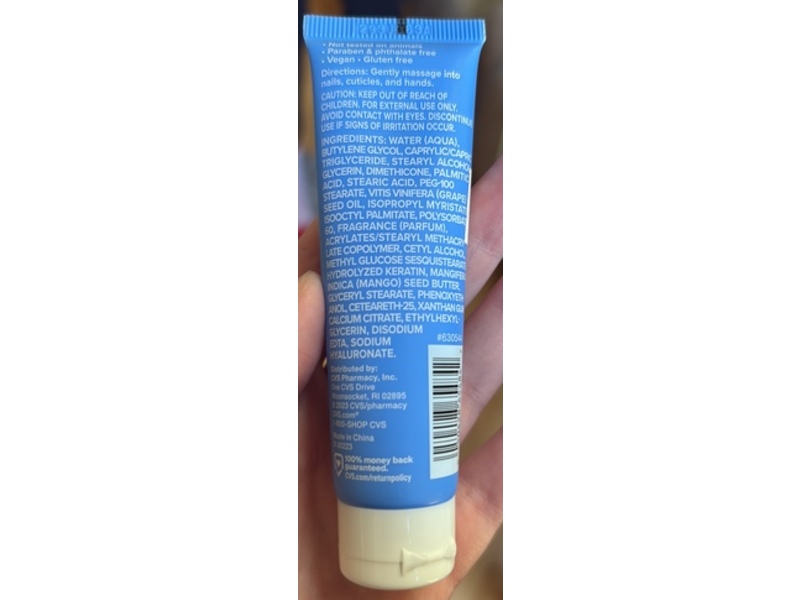 • Not tested on animals
• Paraben & phthalate free
• Vegan • Gluten free
Directions: Gently massage into
nails, cuticles, and hands.
CAUTION: KEEP OUT OF REACH OF
CHILDREN. FOR EXTERNAL USE ONLY.
AVOID CONTACT WITH EYES. DISCONTINUE
USE IF SIGNS OF IRRITATION OCCUR.
INGREDIENTS: WATER (AQUA),
BUTYLENE GLYCOL, CAPRYLIC/CAPRIC
TRIGLYCERIDE, STEARYL ALCOHOL,
GLYCERIN, DIMETHICONE, PALMITIC
ACID, STEARIC ACID, PEG-100
STEARATE, VITIS VINIFERA (GRAPE)
SEED OIL, ISOPROPYL MYRISTATE,
ISOOCTYL PALMITATE, POLYSORBATE
60, FRAGRANCE (PARFUM),
ACRYLATES/STEARYL METHACRY-
LATE COPOLYMER, CETYL ALCOHOL,
METHYL GLUCOSE SESQUISTEARATE,
HYDROLYZED KERATIN, MANGIFERA
INDICA (MANGO) SEED BUTTER,
GLYCERYL STEARATE, PHENOXYETH-
ANOL, CETEARETH-25, XANTHAN GUM,
CALCIUM CITRATE, ETHYLHEXYL-
GLYCERIN, DISODIUM
EDTA, SODIUM
HYALURONATE.
#630544
Distributed by:
CVS Pharmacy, Inc.
One CVS Drive
Woonsocket, RI 02895
© 2023 CVS/pharmacy
CVS.com®
1-800-SHOP CVS
Made in China
100% money back
guaranteed.
CVS.com/returnpolicy